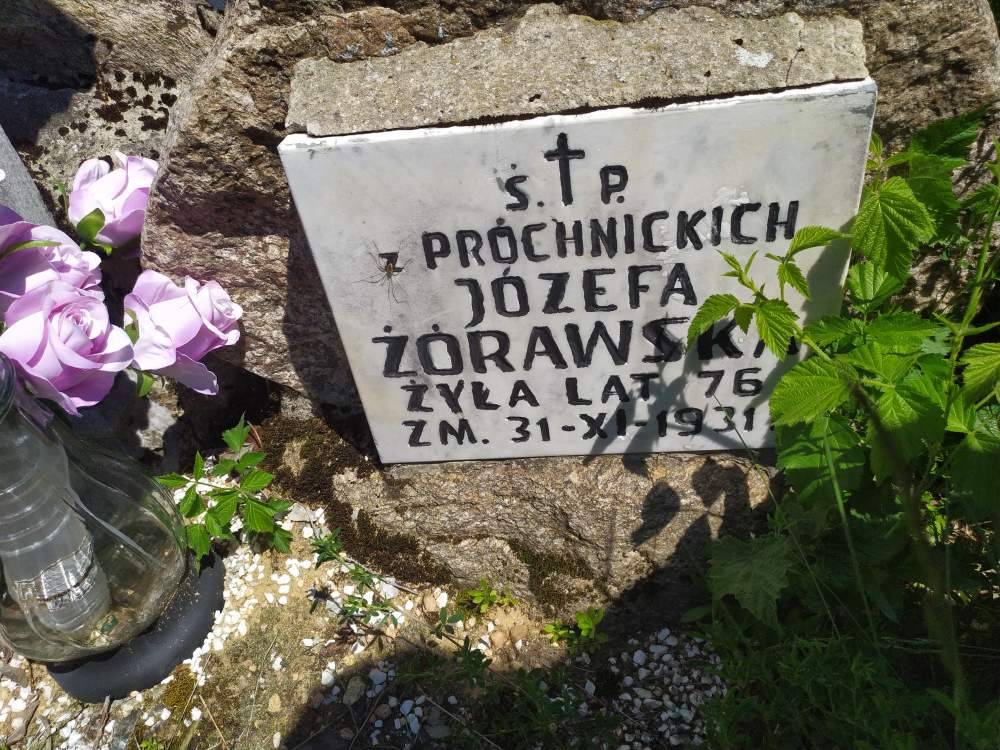 Ś. P.
Z PRÓCHNICKICH
JÓZEFA
ŻÓRAWSKA
ŻYŁA LAT 76
ZM. 31-XI-1931.